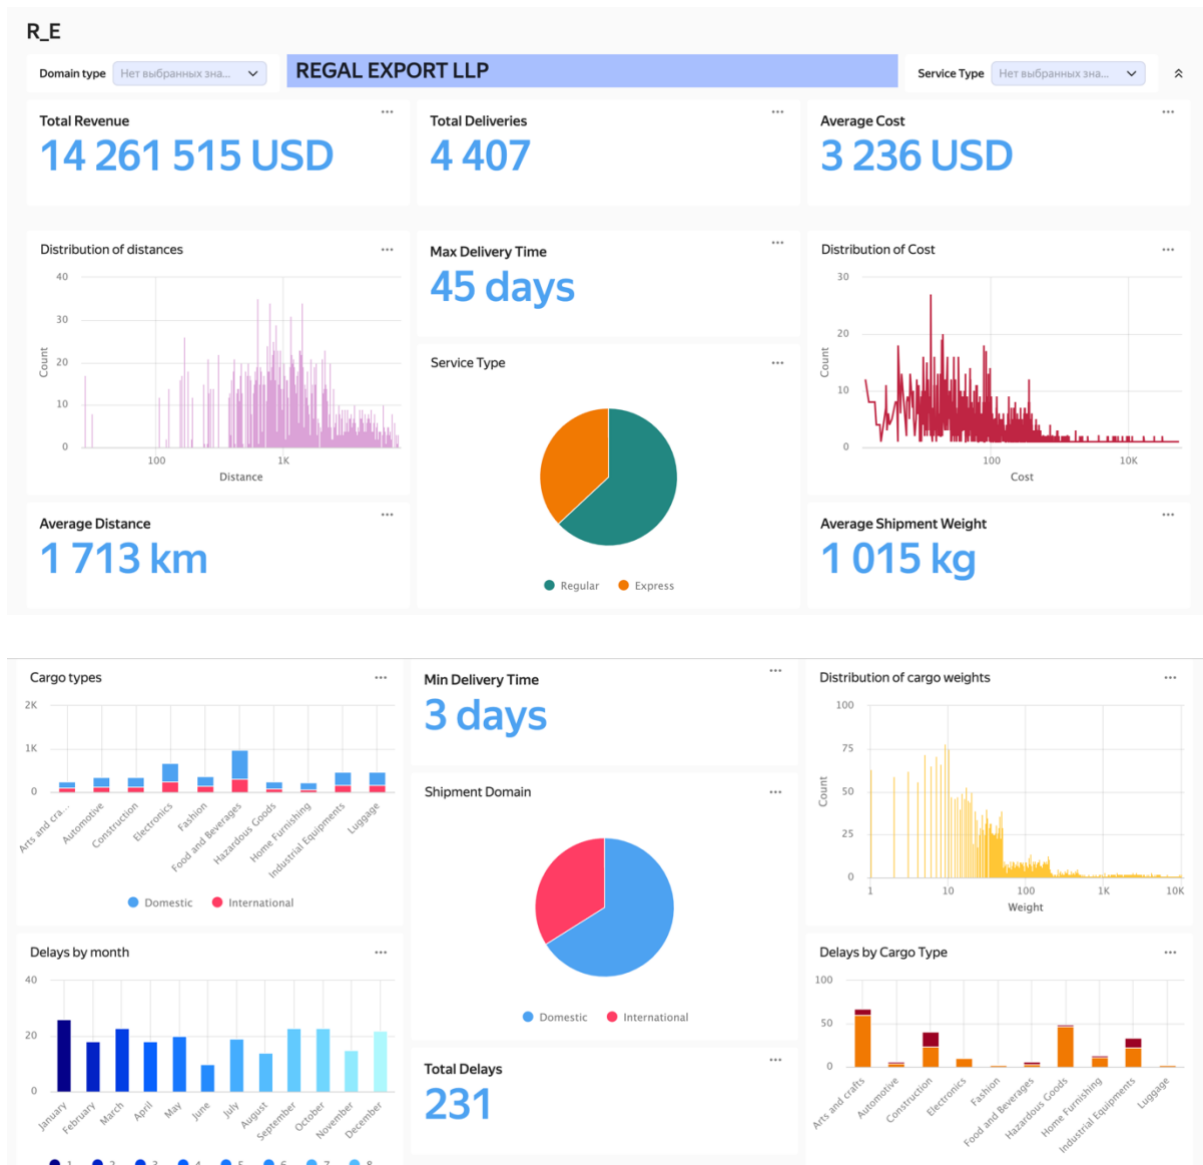 R_E
Domain type Нет выбранных зна...
REGAL EXPORT LLP
Service Type Нет выбранных зна...
Total Revenue
14 261 515 USD
Total Deliveries
4 407
Average Cost
3 236 USD
Distribution of distances
40
30
20
10
0
Count
100 1K
Distance
Max Delivery Time
45 days
Service Type
Regular Express
Distribution of Cost
30
20
10
0
Count
100 10K
Cost
Average Distance
1 713 km
Average Shipment Weight
1 015 kg
Cargo types
2K
1K
0
Arts and cra...
Automotive
Construction
Electronics
Fashion
Food and Beverages
Hazardous Goods
Home Furnishing
Industrial Equipments
Luggage
Domestic International
Min Delivery Time
3 days
Shipment Domain
Domestic International
Distribution of cargo weights
100
75
50
25
0
Count
1 10 100 1K 10K
Weight
Delays by month
40
20
0
January
February
March
April
May
June
July
August
September
October
November
December
1 2 3 4 5 6 7 8
Total Delays
231
Delays by Cargo Type
100
50
0
Arts and crafts
Automotive
Construction
Electronics
Fashion
Food and Beverages
Hazardous Goods
Home Furnishing
Industrial Equipments
Luggage